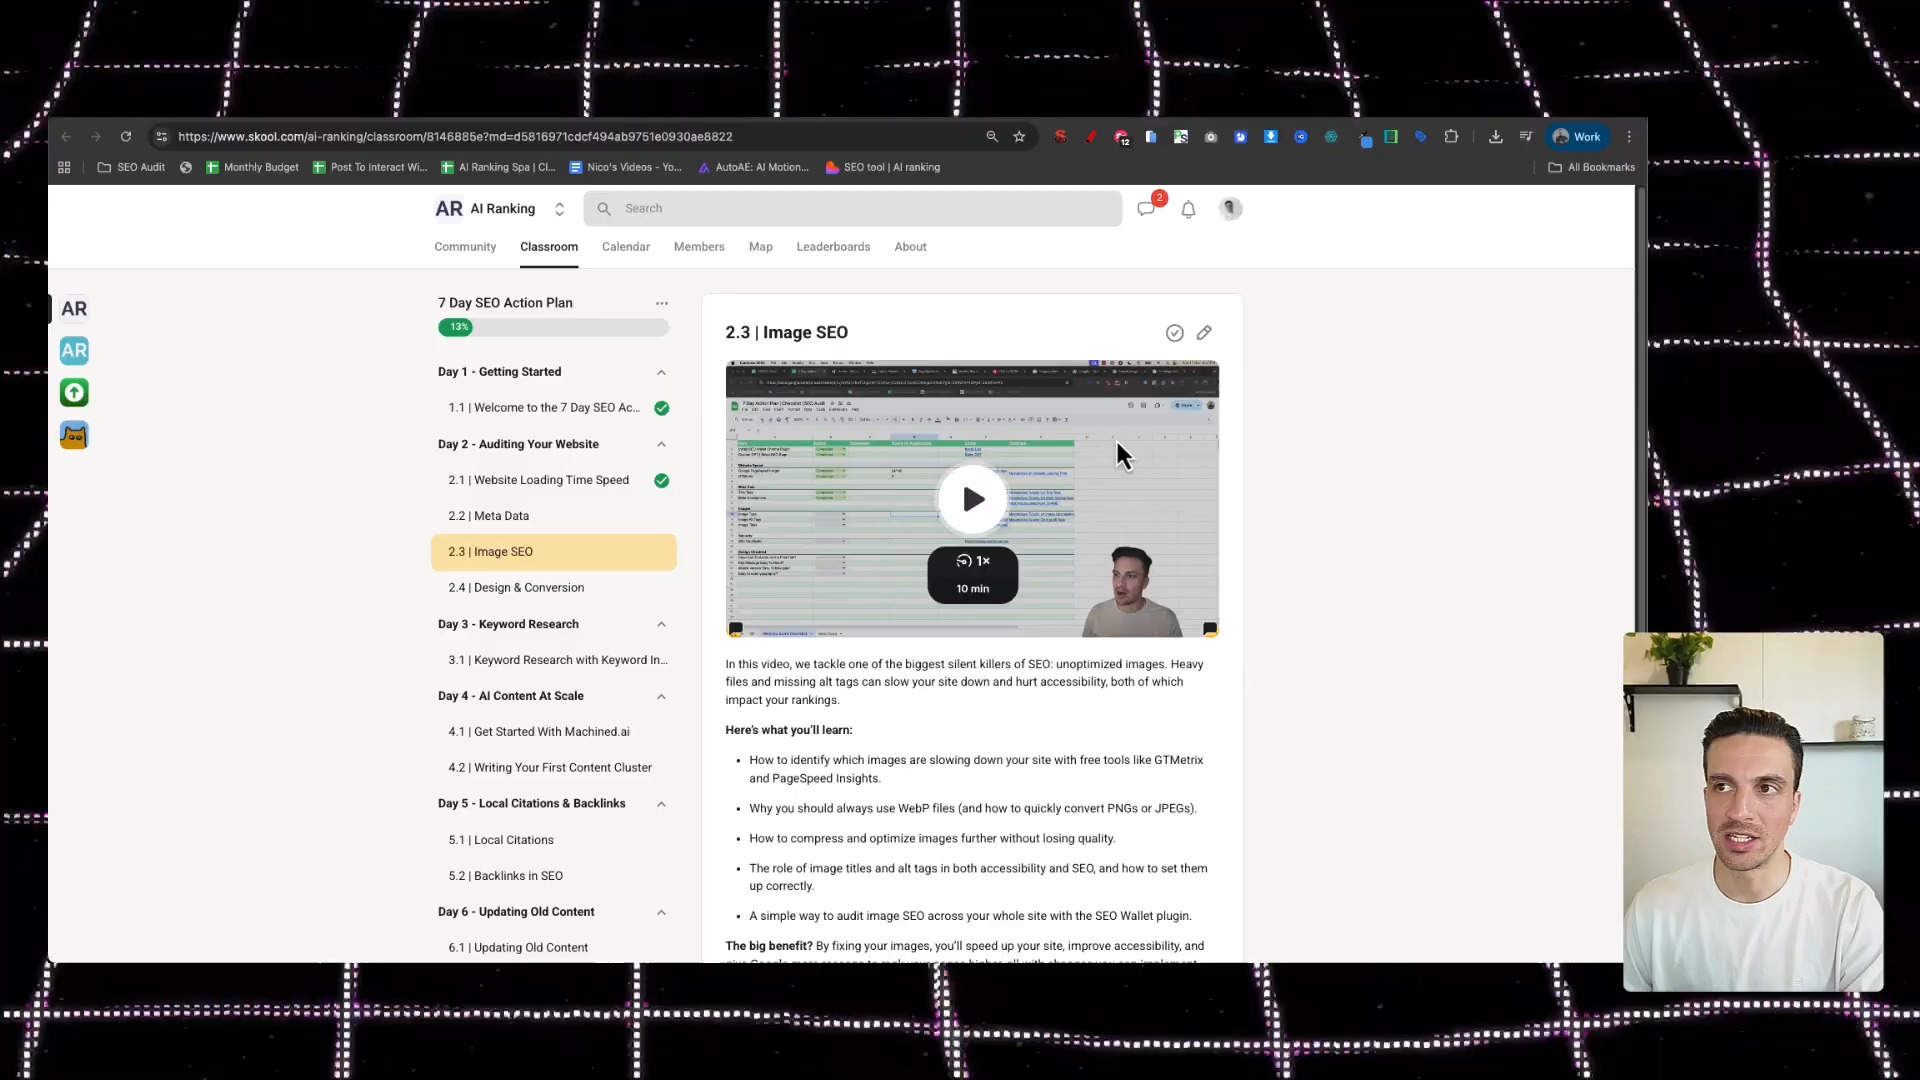 https://www.skool.com/ai-ranking/classroom/8146885e?md=d5816971cdcf494ab9751e0930ae8822
12
Work
SEO Audit
Monthly Budget
Post To Interact Wi...
AI Ranking Spa | Cl...
Nico's Videos - Yo...
AutoAE: AI Motion...
SEO tool | AI ranking
All Bookmarks
AR AI Ranking
Search
2
Community
Classroom
Calendar
Members
Map
Leaderboards
About
AR
AR
7 Day SEO Action Plan
13%
Day 1 - Getting Started
1.1 | Welcome to the 7 Day SEO Ac...
Day 2 - Auditing Your Website
2.1 | Website Loading Time Speed
2.2 | Meta Data
2.3 | Image SEO
2.4 | Design & Conversion
Day 3 - Keyword Research
3.1 | Keyword Research with Keyword In...
Day 4 - AI Content At Scale
4.1 | Get Started With Machined.ai
4.2 | Writing Your First Content Cluster
Day 5 - Local Citations & Backlinks
5.1 | Local Citations
5.2 | Backlinks in SEO
Day 6 - Updating Old Content
6.1 | Updating Old Content
2.3 | Image SEO
1×
10 min
In this video, we tackle one of the biggest silent killers of SEO: unoptimized images. Heavy
files and missing alt tags can slow your site down and hurt accessibility, both of which
impact your rankings.
Here's what you'll learn:
• How to identify which images are slowing down your site with free tools like GTMetrix
and PageSpeed Insights.
• Why you should always use WebP files (and how to quickly convert PNGs or JPEGs).
• How to compress and optimize images further without losing quality.
• The role of image titles and alt tags in both accessibility and SEO, and how to set them
up correctly.
• A simple way to audit image SEO across your whole site with the SEO Wallet plugin.
The big benefit? By fixing your images, you'll speed up your site, improve accessibility, and